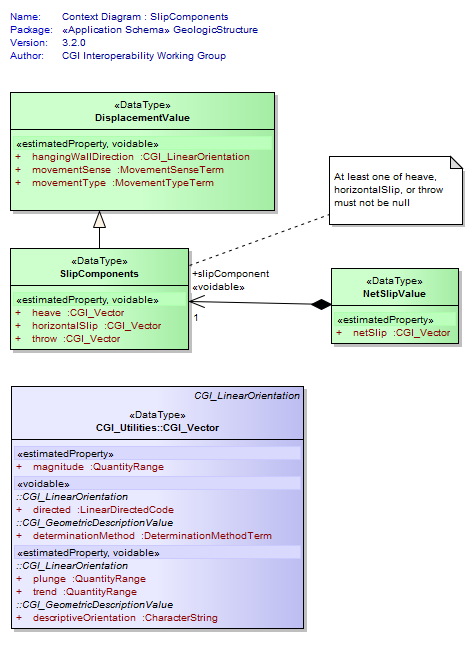 Name: Context Diagram : SlipComponents
Package: «Application Schema» GeologicStructure
Version: 3.2.0
Author: CGI Interoperability Working Group
«DataType»
DisplacementValue
«estimatedProperty, voidable»
+ hangingWallDirection :CGI_LinearOrientation
+ movementSense :MovementSenseTerm
+ movementType :MovementTypeTerm
At least one of heave,
horizontalSlip, or throw
must not be null
«DataType»
SlipComponents
«estimatedProperty, voidable»
+ heave :CGI_Vector
+ horizontalSlip :CGI_Vector
+ throw :CGI_Vector
+slipComponent
«voidable»
1
«DataType»
NetSlipValue
«estimatedProperty»
+ netSlip :CGI_Vector
CGI_LinearOrientation
«DataType»
CGI_Utilities::CGI_Vector
«estimatedProperty»
+ magnitude :QuantityRange
«voidable»
::CGI_LinearOrientation
+ directed :LinearDirectedCode
::CGI_GeometricDescriptionValue
+ determinationMethod :DeterminationMethodTerm
«estimatedProperty, voidable»
::CGI_LinearOrientation
+ plunge :QuantityRange
+ trend :QuantityRange
::CGI_GeometricDescriptionValue
+ descriptiveOrientation :CharacterString